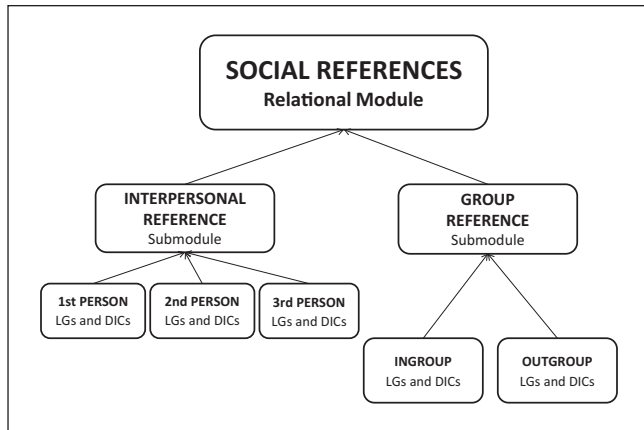 SOCIAL REFERENCES
Relational Module
INTERPERSONAL
REFERENCE
Submodule
GROUP
REFERENCE
Submodule
1st PERSON
LGs and DICs
2nd PERSON
LGs and DICs
3rd PERSON
LGs and DICs
INGROUP
LGs and DICs
OUTGROUP
LGs and DICs